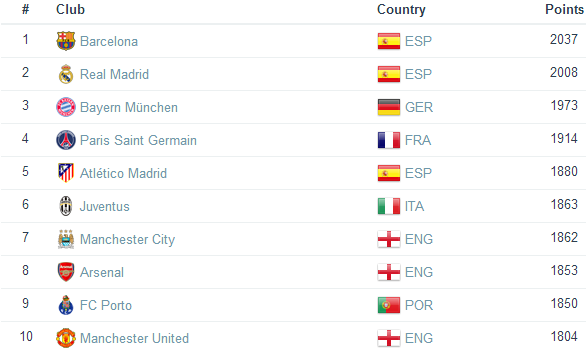 # Club Country Points
1 Barcelona ESP 2037
2 Real Madrid ESP 2008
3 Bayern München GER 1973
4 Paris Saint Germain FRA 1914
5 Atlético Madrid ESP 1880
6 Juventus ITA 1863
7 Manchester City ENG 1862
8 Arsenal ENG 1853
9 FC Porto POR 1850
10 Manchester United ENG 1804